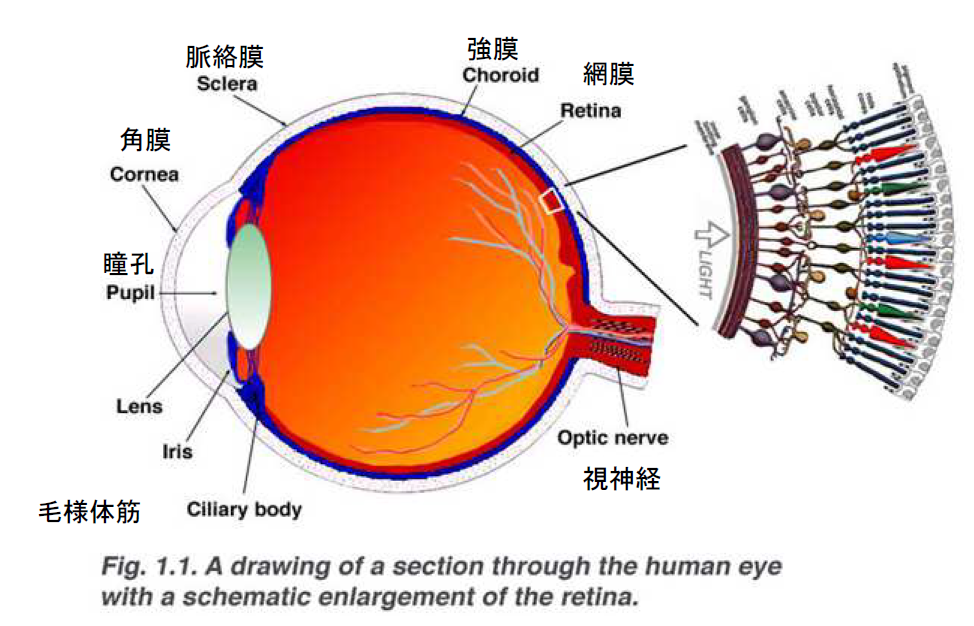 脈絡膜
Sclera
強膜
Choroid
網膜
Retina
角膜
Cornea
瞳孔
Pupil
Lens
Iris
毛様体筋
Ciliary body
Optic nerve
視神経
LIGHT
Fig. 1.1. A drawing of a section through the human eye
with a schematic enlargement of the retina.